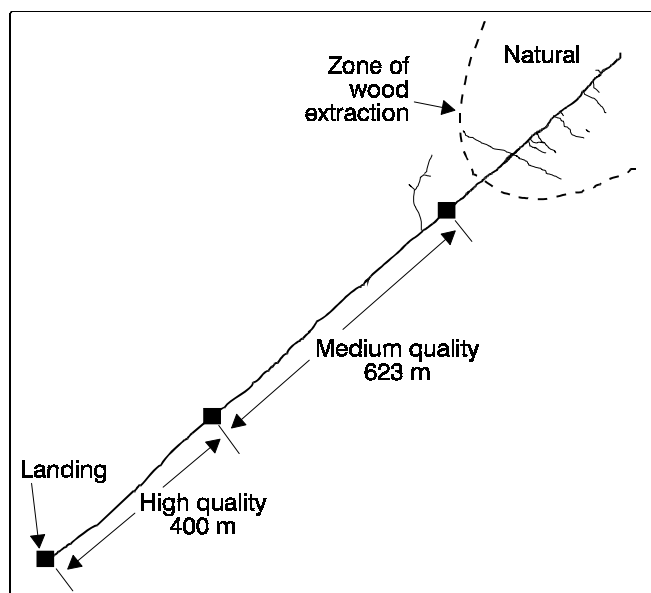 Natural
Zone of
wood
extraction
Medium quality
623 m
Landing
High quality
400 m